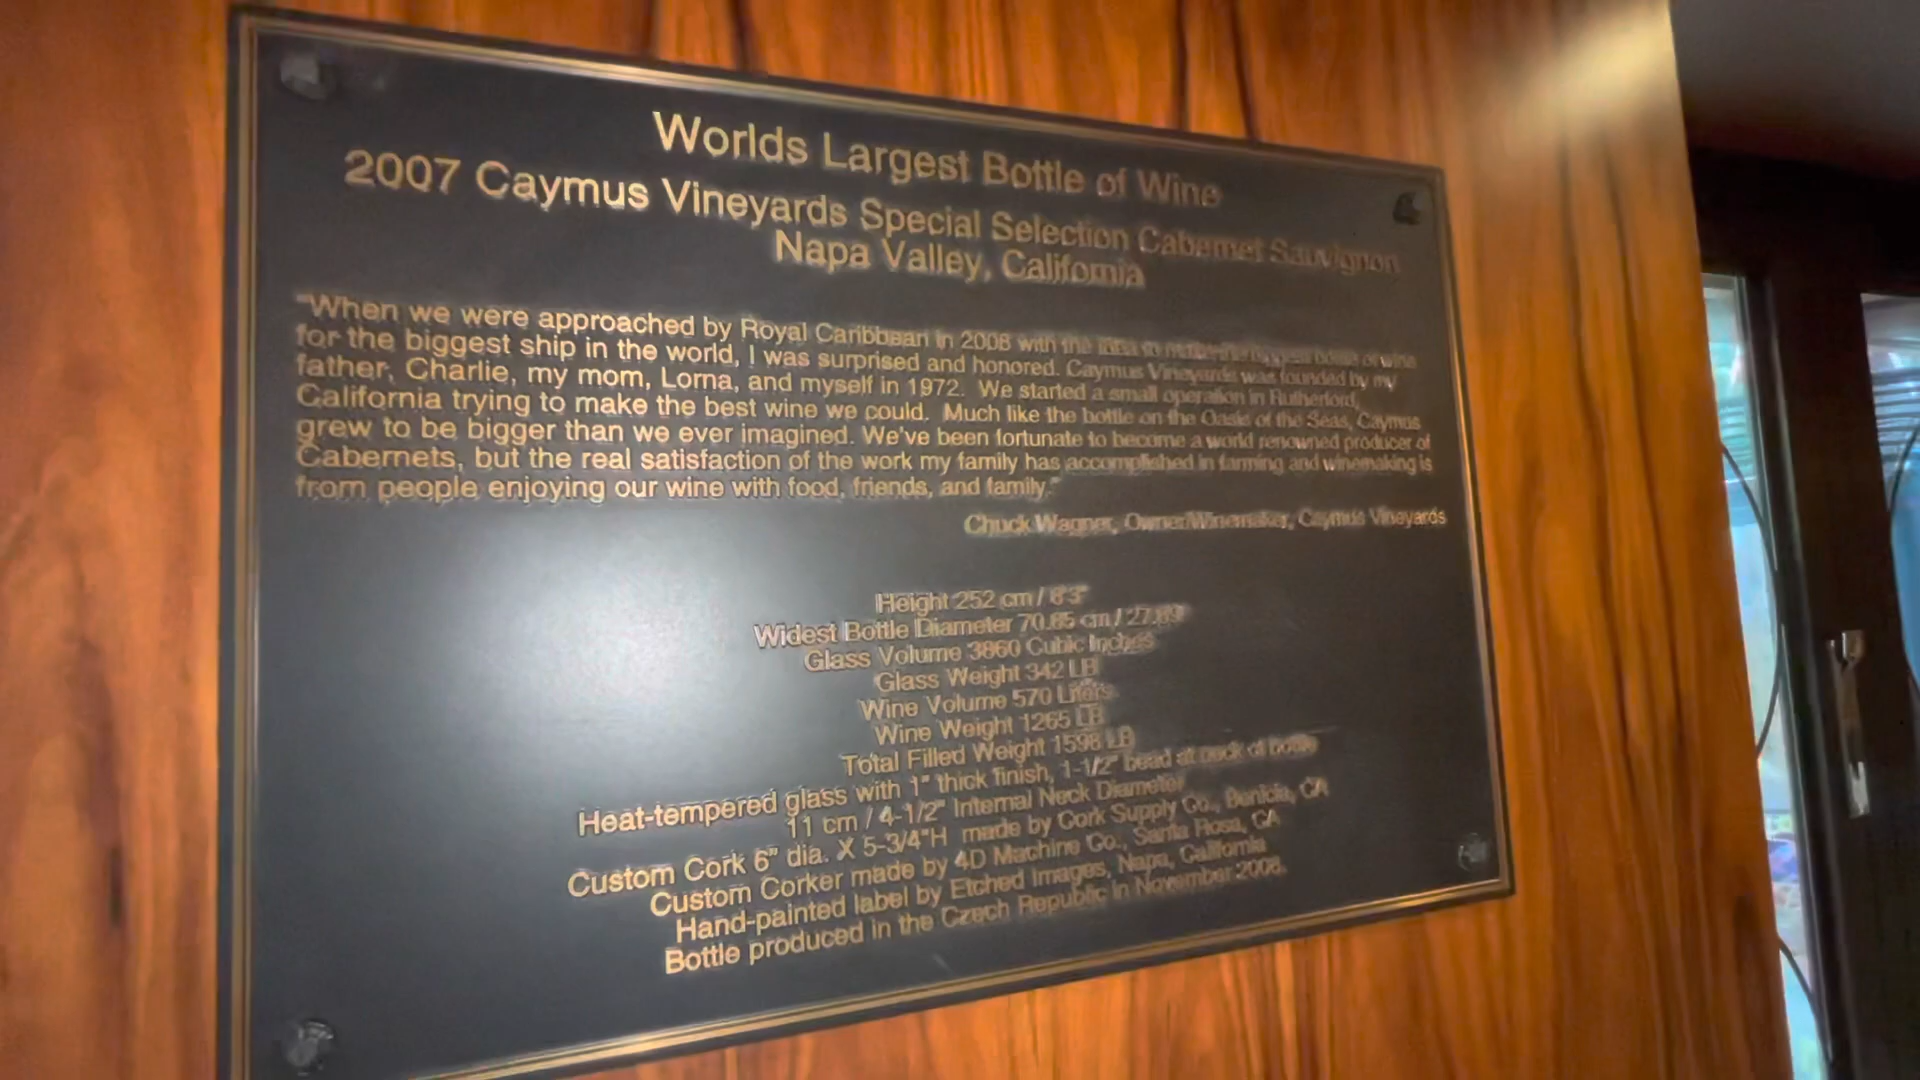 Worlds Largest Bottle of Wine
2007 Caymus Vineyards Special Selection Cabernet Sauvignon
Napa Valley, California
"When we were approached by Royal Caribbean in 2008 with the idea to make the biggest bottle of wine
for the biggest ship in the world, I was surprised and honored. Caymus Vineyards was founded by my
father, Charlie, my mom, Lorna, and myself in 1972. We started a small operation in Rutherford,
California trying to make the best wine we could. Much like the bottle on the Oasis of the Seas, Caymus
grew to be bigger than we ever imagined. We've been fortunate to become a world renowned producer of
Cabernets, but the real satisfaction of the work my family has accomplished in farming and winemaking is
from people enjoying our wine with food, friends, and family."
Chuck Wagner, Owner/Winemaker, Caymus Vineyards
Height 252 cm / 8'3"
Widest Bottle Diameter 70.85 cm / 27.89"
Glass Volume 3860 Cubic Inches
Glass Weight 342 LB
Wine Volume 570 Liters
Wine Weight 1265 LB
Total Filled Weight 1598 LB
Heat-tempered glass with 1" thick finish, 1-1/2" bead at neck of bottle
11 cm / 4-1/2" Internal Neck Diameter
Custom Cork 6" dia. X 5-3/4"H made by Cork Supply Co., Benicia, CA
Custom Corker made by 4D Machine Co., Santa Rosa, CA
Hand-painted label by Etched Images, Napa, California
Bottle produced in the Czech Republic in November 2008.